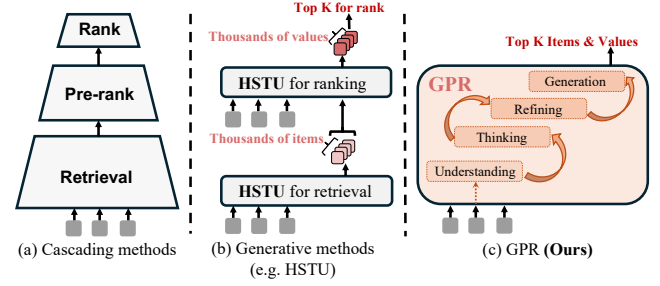 Rank
Pre-rank
Retrieval
(a) Cascading methods
Top K for rank
Thousands of values
HSTU for ranking
Thousands of items
HSTU for retrieval
(b) Generative methods
(e.g. HSTU)
Top K Items & Values
GPR
Generation
Refining
Thinking
Understanding
(c) GPR (Ours)